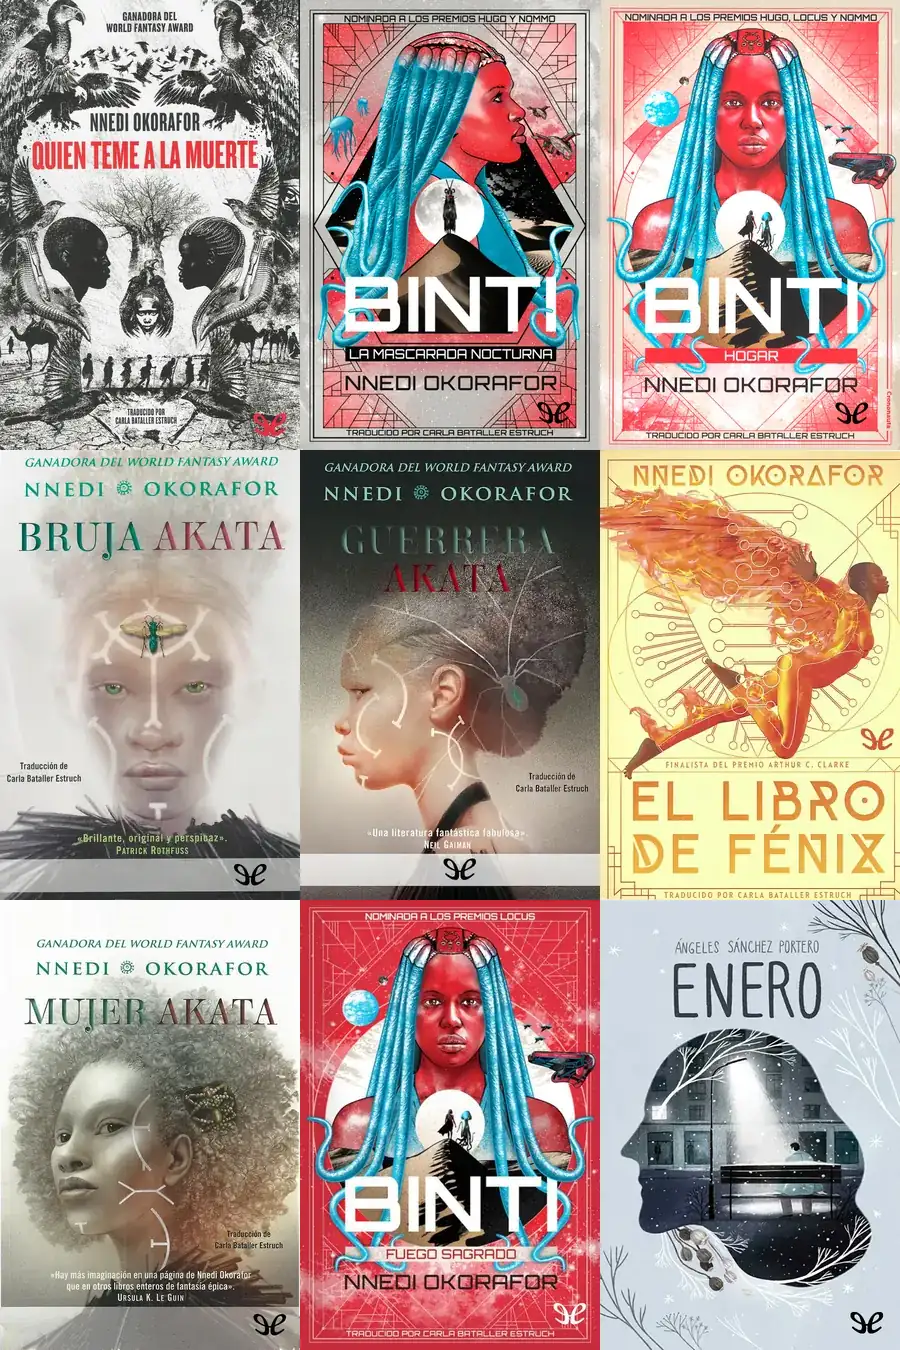 GANADORA DEL
WORLD FANTASY AWARD
NNEDI OKORAFOR
QUIEN TEME A LA MUERTE
TRADUCIDO POR
CARLA BATALLER ESTRUCH
NOMINADA A LOS PREMIOS HUGO Y NOMMO
BINTI
LA MASCARADA NOCTURNA
NNEDI OKORAFOR
TRADUCIDO POR CARLA BATALLER ESTRUCH
NOMINADA A LOS PREMIOS HUGO, LOCUS Y NOMMO
BINTI
HOGAR
NNEDI OKORAFOR
TRADUCIDO POR CARLA BATALLER ESTRUCH
GANADORA DEL WORLD FANTASY AWARD
NNEDI OKORAFOR
BRUJA AKATA
Traducción de
Carla Bataller Estruch
«Brillante, original y perspicaz».
PATRICK ROTHFUSS
GANADORA DEL WORLD FANTASY AWARD
NNEDI OKORAFOR
GUERRERA
AKATA
Traducción de
Carla Bataller Estruch
«Una literatura fantástica fabulosa».
NEIL GAIMAN
NNEDI OKORAFOR
FINALISTA DEL PREMIO ARTHUR C. CLARKE
EL LIBRO
DE FÉNIX
TRADUCIDO POR CARLA BATALLER ESTRUCH
GANADORA DEL WORLD FANTASY AWARD
NNEDI OKORAFOR
MUJER AKATA
Traducción de
Carla Bataller Estruch
«Hay más imaginación en una página de Nnedi Okorafor
que en otros libros enteros de fantasía épica».
URSULA K. LE GUIN
NOMINADA A LOS PREMIOS LOCUS
BINTI
FUEGO SAGRADO
NNEDI OKORAFOR
TRADUCIDO POR CARLA BATALLER ESTRUCH
ÁNGELES SÁNCHEZ PORTERO
ENERO